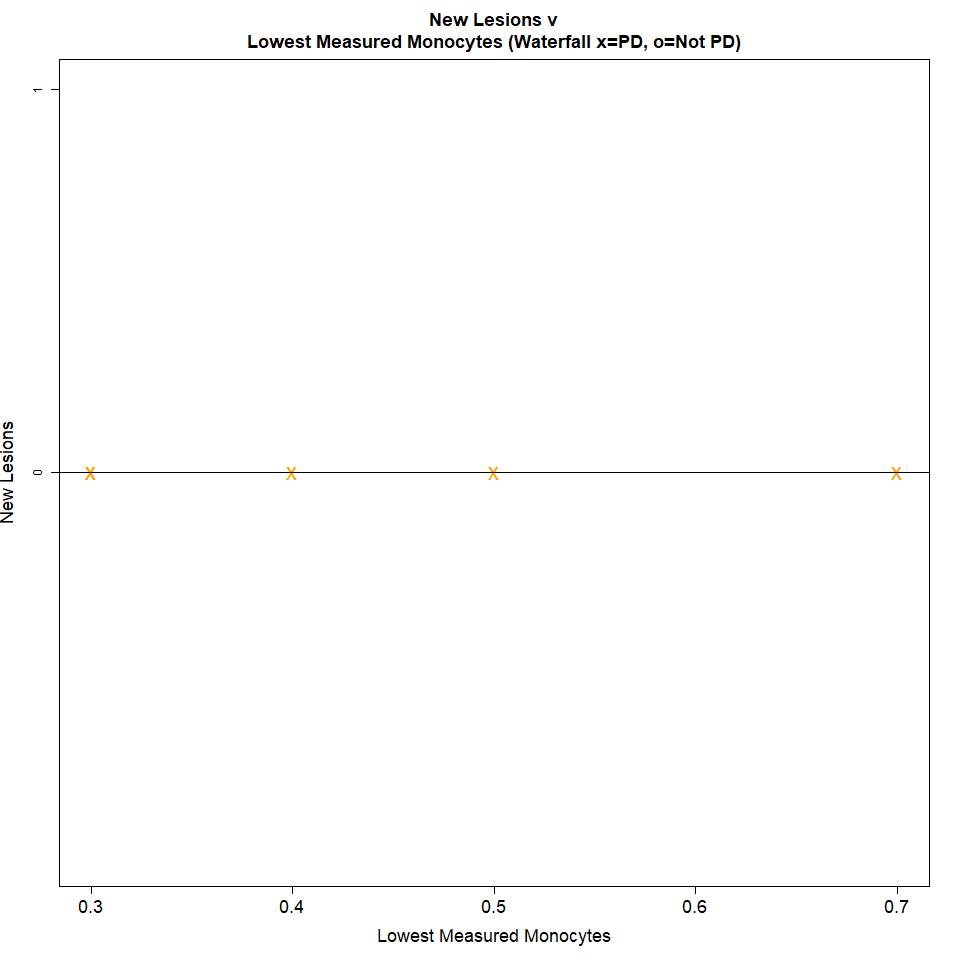 New Lesions v
Lowest Measured Monocytes (Waterfall x=PD, o=Not PD)
1
New Lesions
0
X X X X
0.3 0.4 0.5 0.6 0.7
Lowest Measured Monocytes